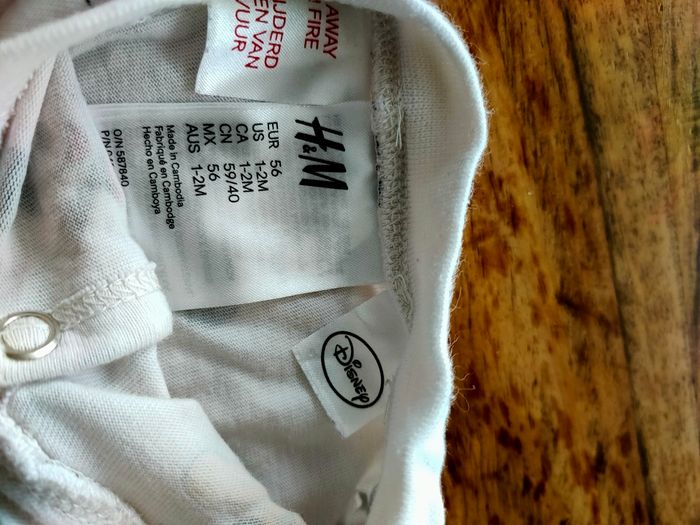 AWAY
FIRE
IJDERD
EN VAN
VUUR
H&M
EUR 56
US 1-2M
CA 1-2M
CN 59/40
MX 56
AUS 1-2M
Made in Cambodia
Fabriqué en Cambodge
Hecho en Camboya
O/N 587840
P/N
Disney